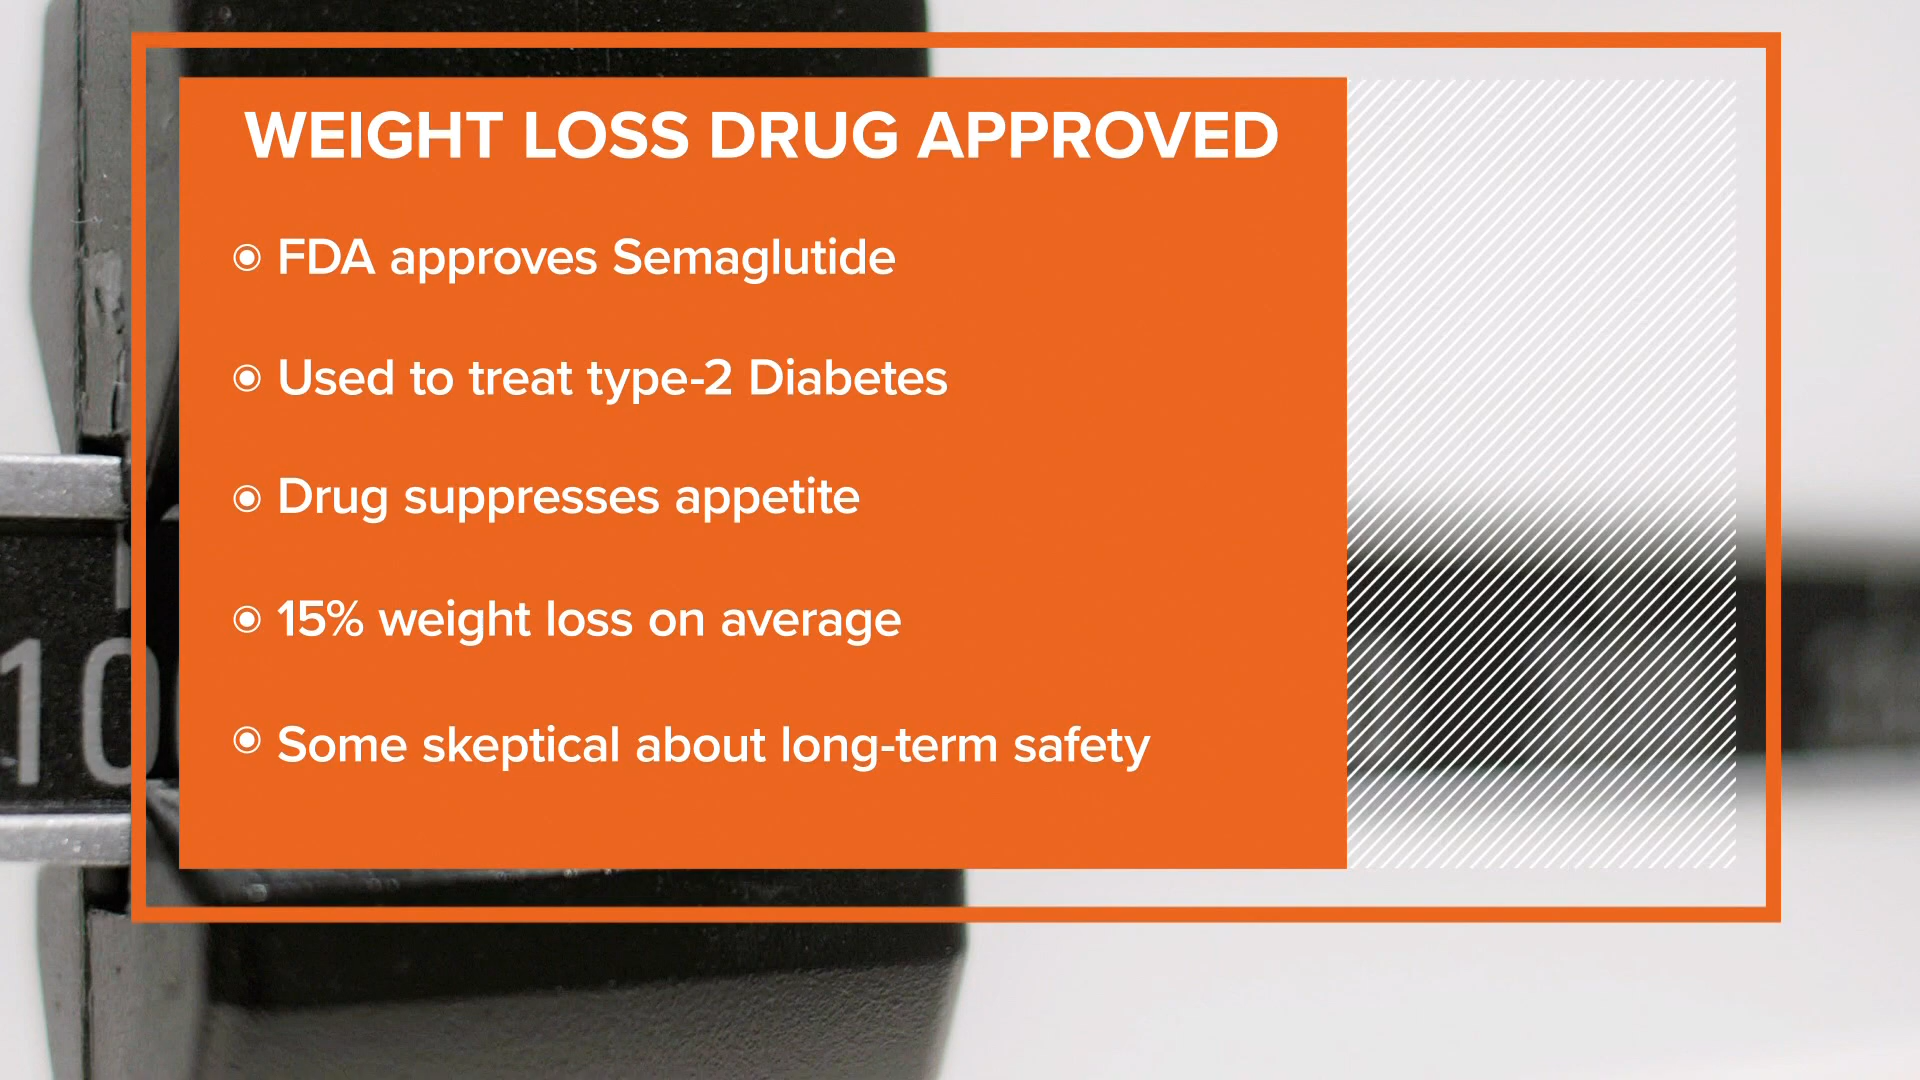 WEIGHT LOSS DRUG APPROVED
FDA approves Semaglutide
Used to treat type-2 Diabetes
Drug suppresses appetite
15% weight loss on average
Some skeptical about long-term safety
10